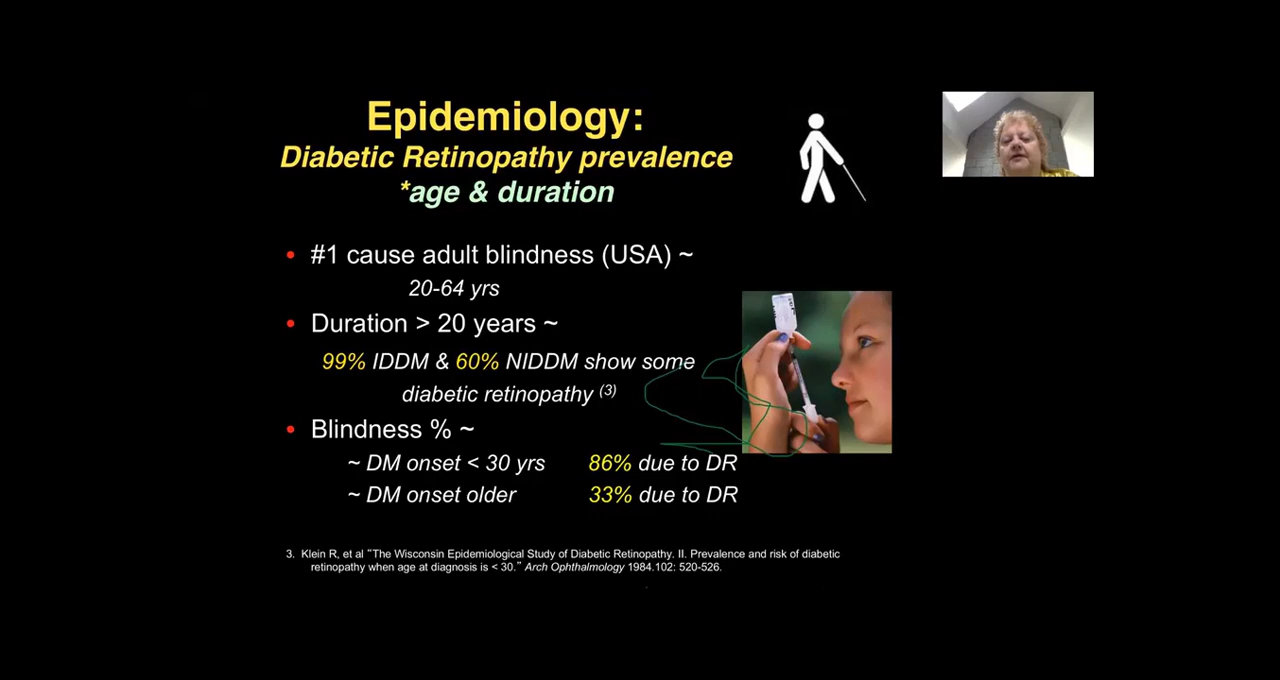 Epidemiology:
Diabetic Retinopathy prevalence
*age & duration
• #1 cause adult blindness (USA) ~
20-64 yrs
• Duration > 20 years ~
99% IDDM & 60% NIDDM show some
diabetic retinopathy (3)
• Blindness % ~
~ DM onset < 30 yrs 86% due to DR
~ DM onset older 33% due to DR
3. Klein R, et al "The Wisconsin Epidemiological Study of Diabetic Retinopathy. II. Prevalence and risk of diabetic
retinopathy when age at diagnosis is < 30." Arch Ophthalmology 1984.102: 520-526.